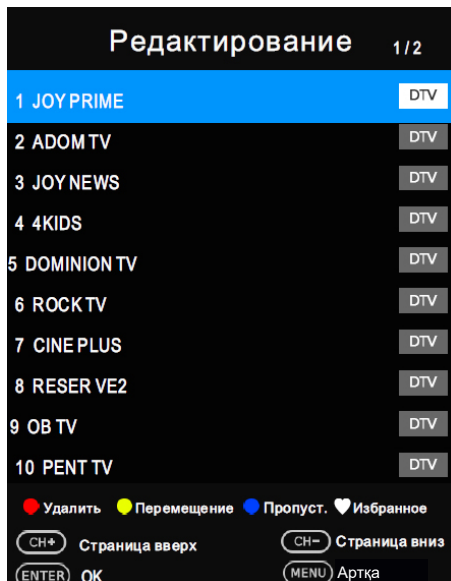 Редактирование 1/2
1 JOY PRIME DTV
2 ADOM TV DTV
3 JOY NEWS DTV
4 4KIDS DTV
5 DOMINION TV DTV
6 ROCK TV DTV
7 CINE PLUS DTV
8 RESER VE2 DTV
9 OB TV DTV
10 PENT TV DTV
Удалить Перемещение Пропуст. Избранное
CH+ Страница вверх CH- Страница вниз
ENTER OK MENU Артқа